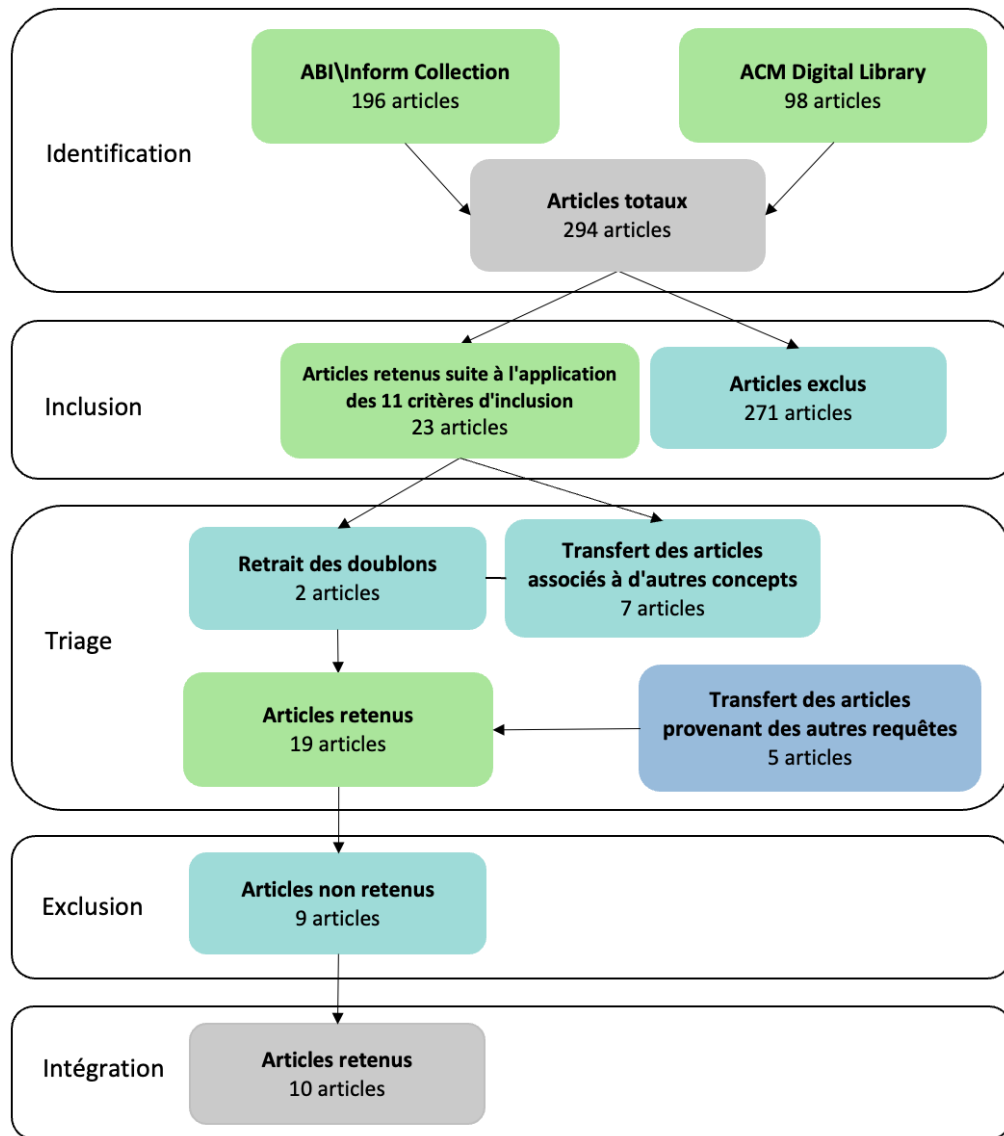 Identification
ABI\Inform Collection
196 articles
ACM Digital Library
98 articles
Articles totaux
294 articles
Inclusion
Articles retenus suite à l'application
des 11 critères d'inclusion
23 articles
Articles exclus
271 articles
Triage
Retrait des doublons
2 articles
Transfert des articles
associés à d'autres concepts
7 articles
Articles retenus
19 articles
Transfert des articles
provenant des autres requêtes
5 articles
Exclusion
Articles non retenus
9 articles
Intégration
Articles retenus
10 articles